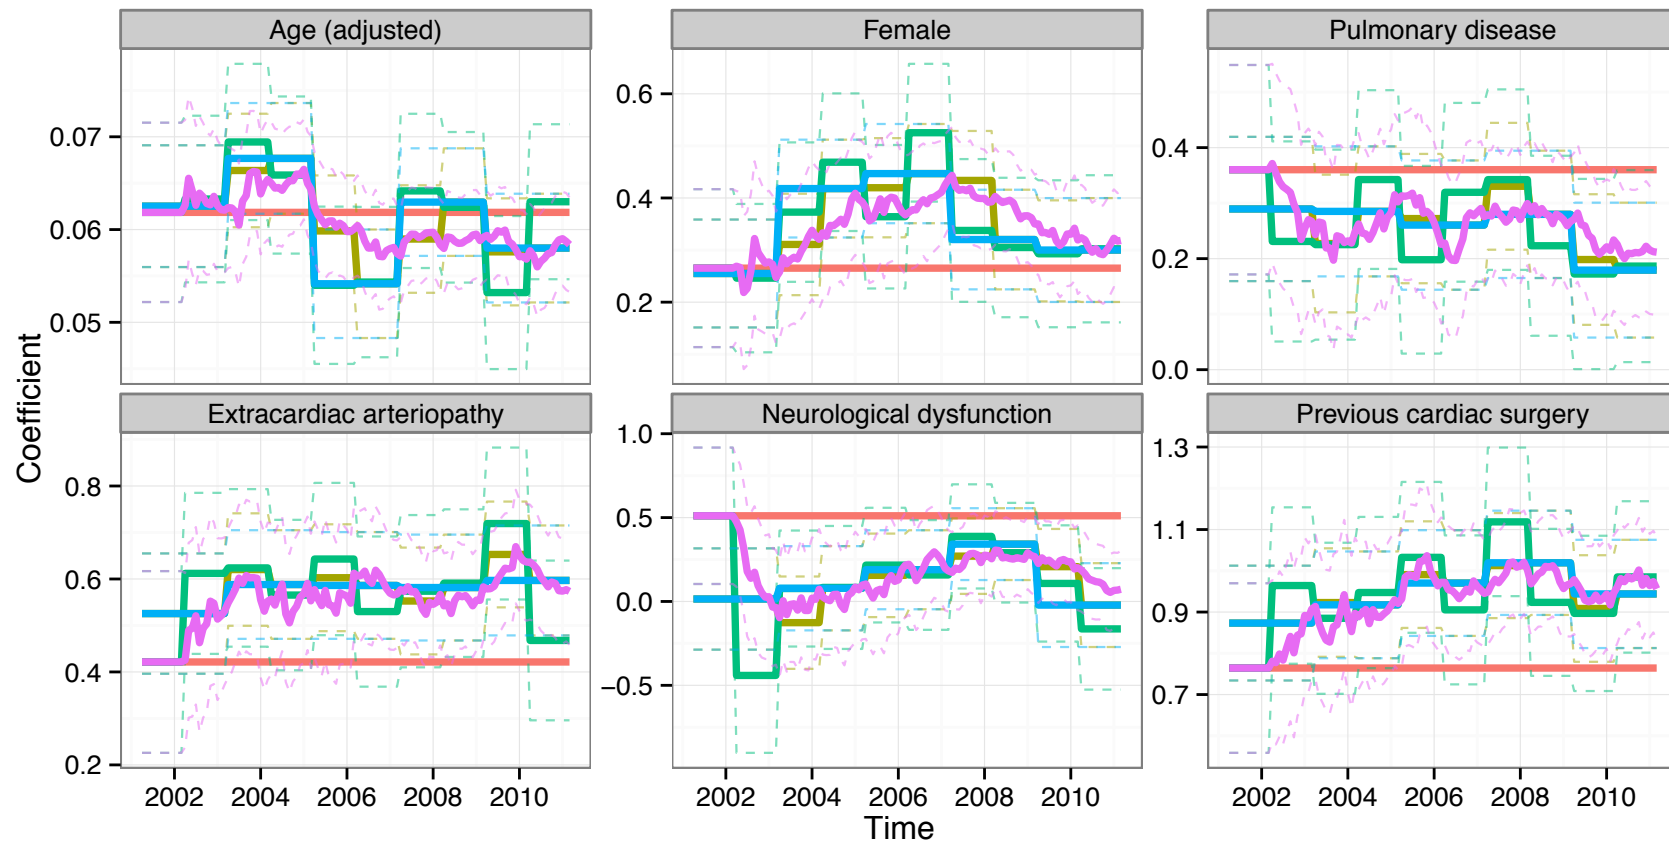 Age (adjusted)
Female
Pulmonary disease
0.07
0.06
0.05
0.6
0.4
0.2
0.4
0.2
0.0
Coefficient
Extracardiac arteriopathy
Neurological dysfunction
Previous cardiac surgery
0.8
0.6
0.4
0.2
1.0
0.5
0.0
−0.5
1.3
1.1
0.9
0.7
2002 2004 2006 2008 2010
2002 2004 2006 2008 2010
2002 2004 2006 2008 2010
Time